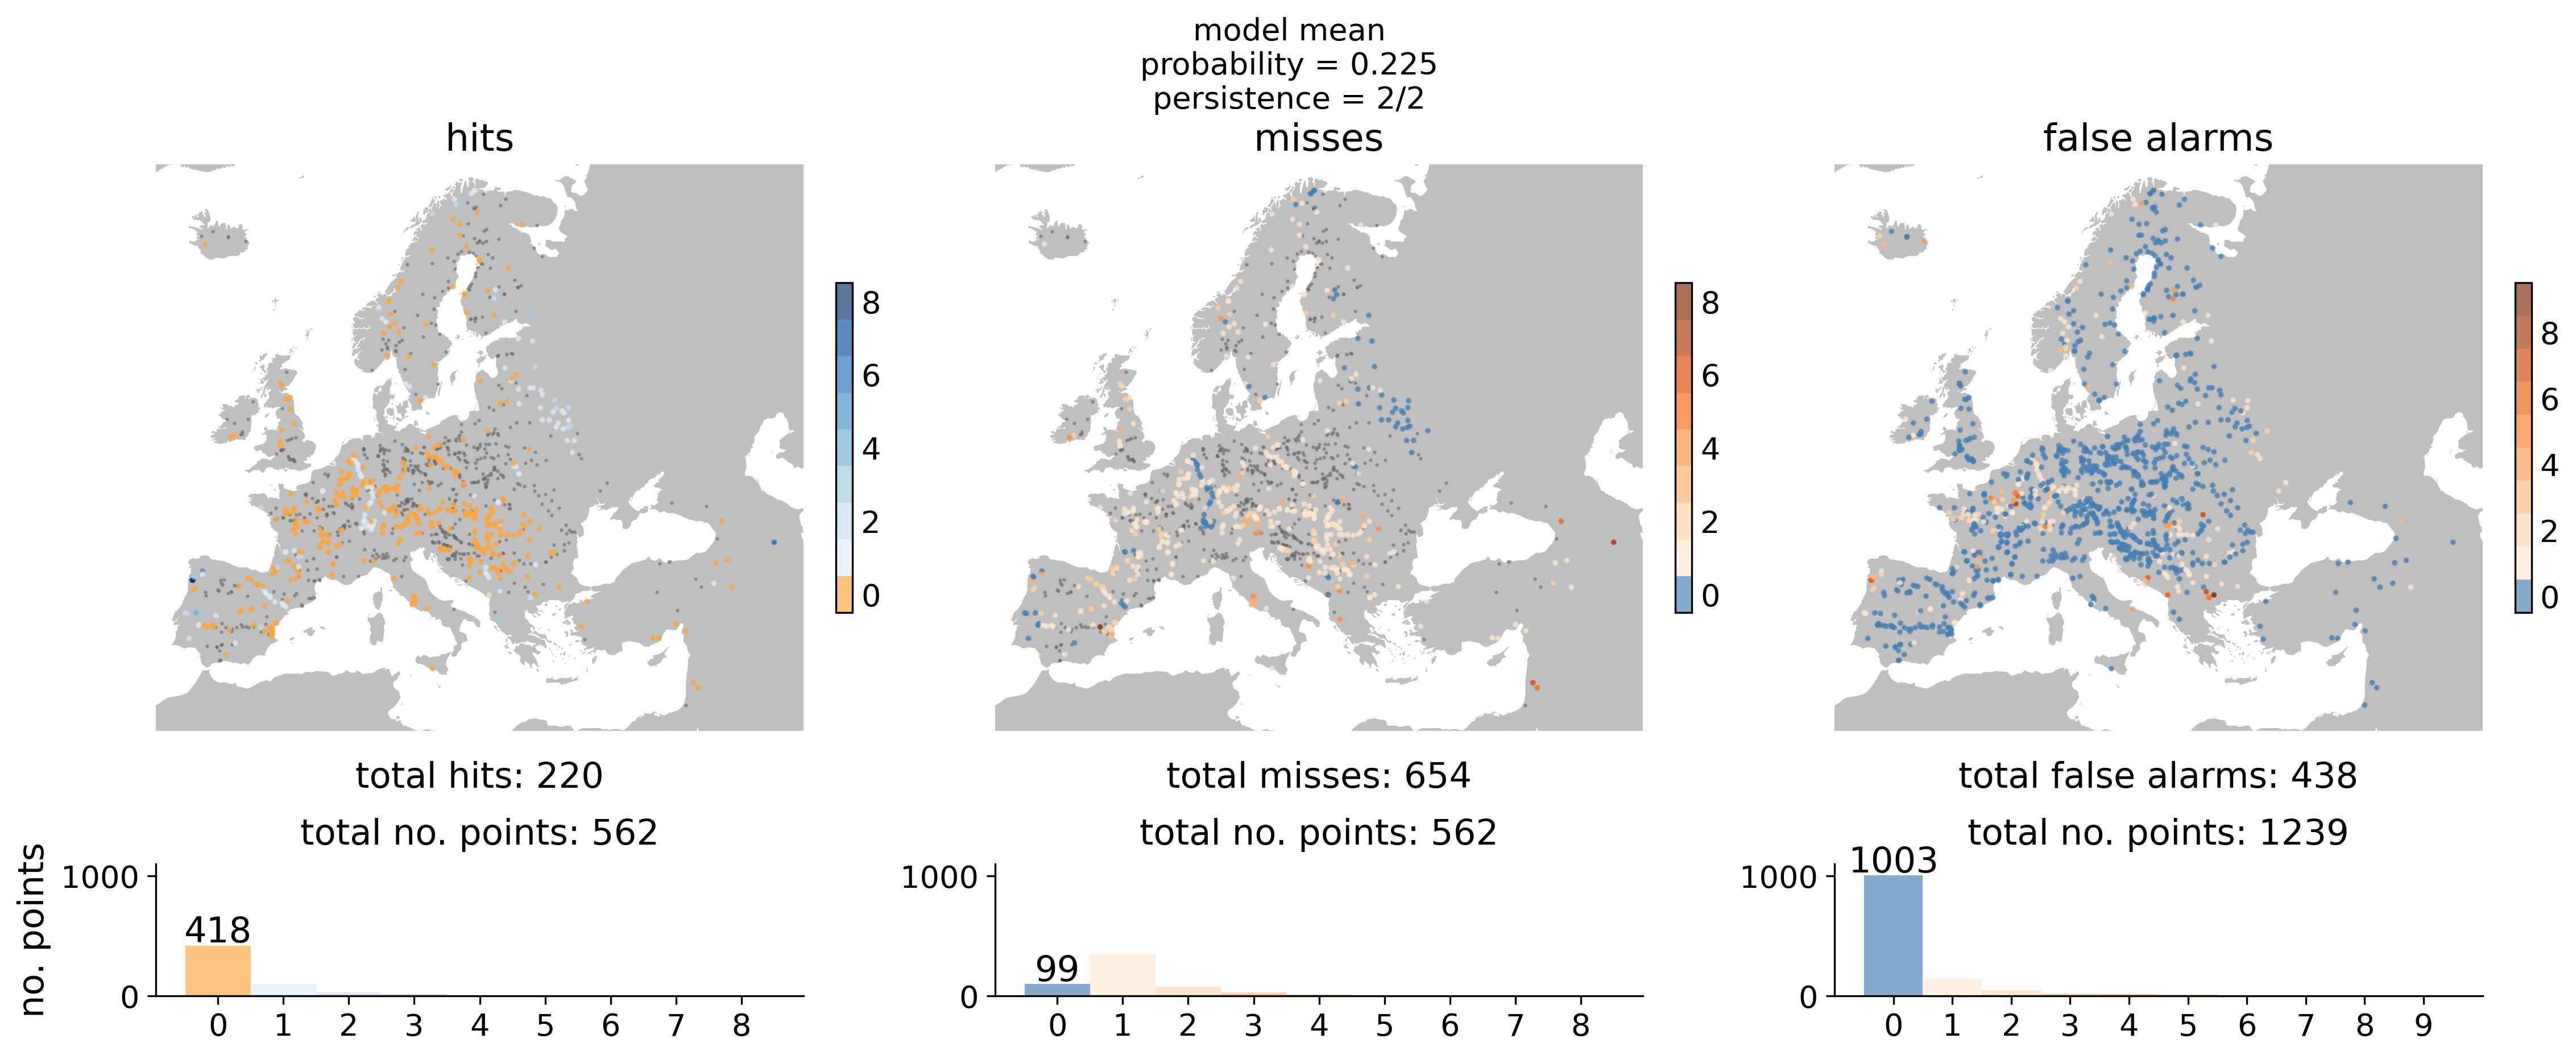 model mean
probability = 0.225
persistence = 2/2
hits
misses
false alarms
8
6
4
2
0
8
6
4
2
0
8
6
4
2
0
total hits: 220
total misses: 654
total false alarms: 438
total no. points: 562
total no. points: 562
total no. points: 1239
no. points
1000
0
418
0 1 2 3 4 5 6 7 8
1000
0
99
0 1 2 3 4 5 6 7 8
1000
0
1003
0 1 2 3 4 5 6 7 8 9